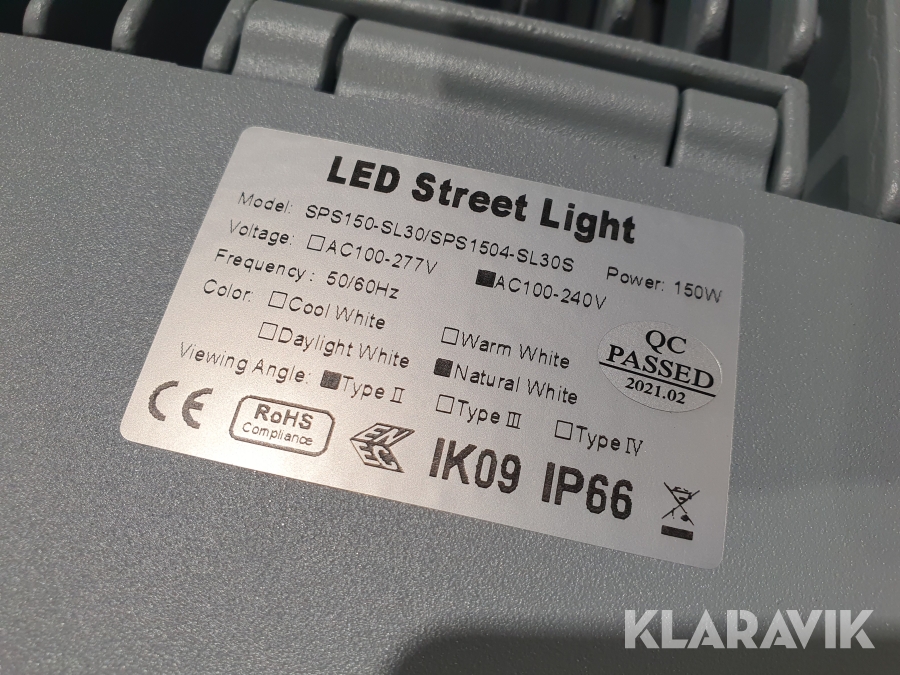 LED Street Light
Model: SPS150-SL30/SPS1504-SL30S Power: 150W
Voltage: ☐AC100-277V ■AC100-240V
Frequency: 50/60Hz
Color: ☐Cool White ☐Warm White
☐Daylight White ■Natural White
Viewing Angle: ■Type Ⅱ ☐Type Ⅲ ☐Type Ⅳ
QC
PASSED
2021.02
CE RoHS
Compliance
ENEC
IK09 IP66
KLARAVIK